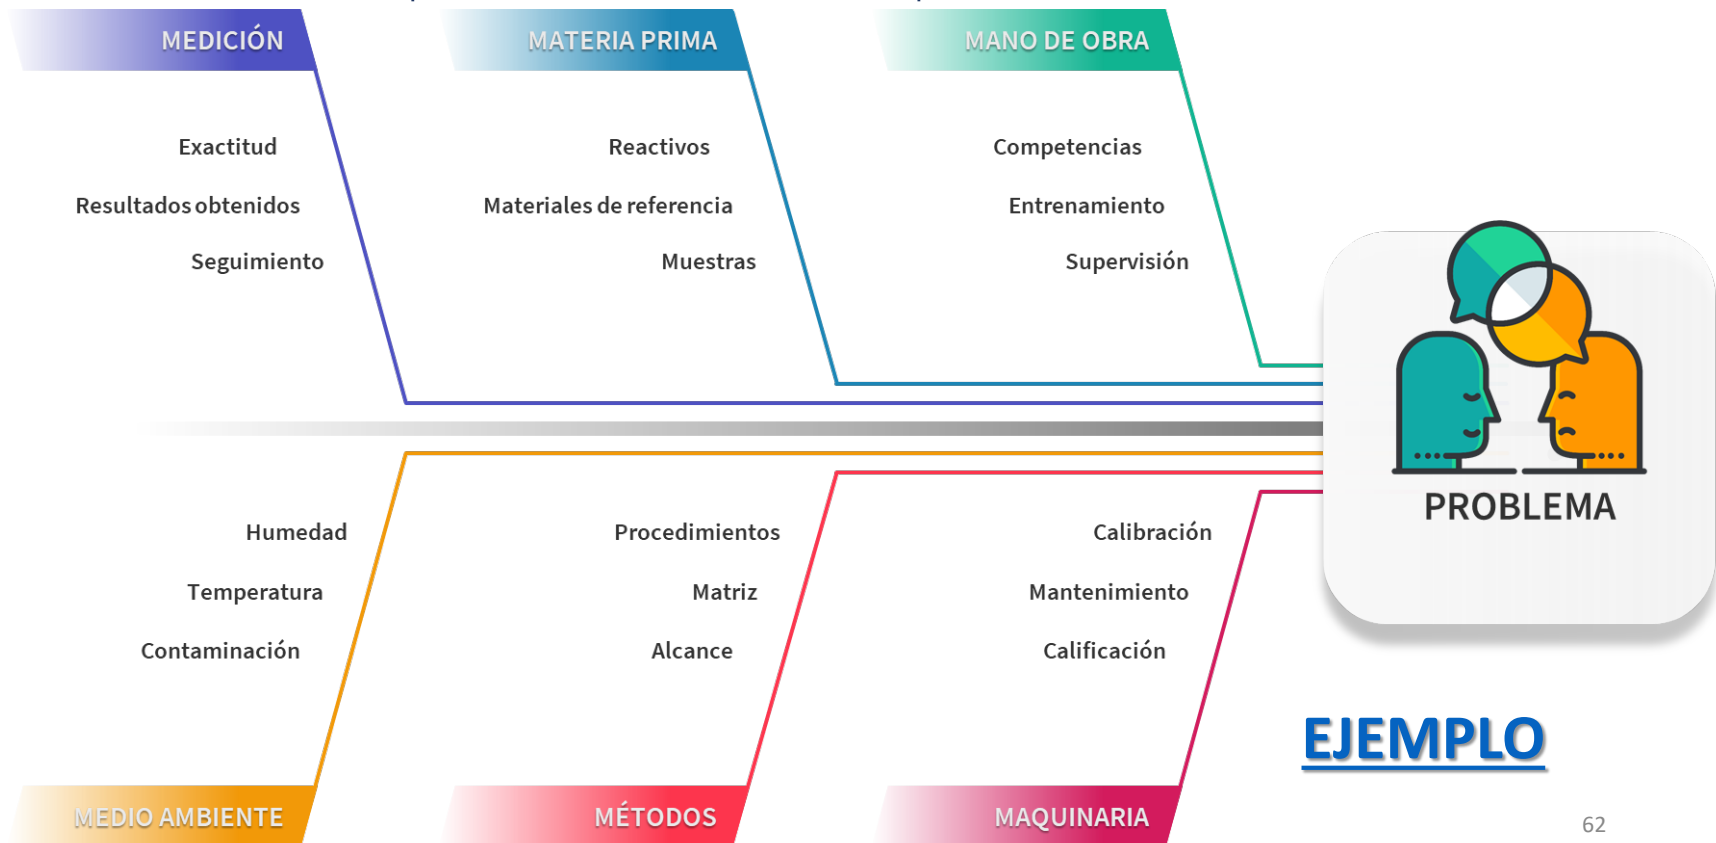 MEDICIÓN
MATERIA PRIMA
MANO DE OBRA
Exactitud
Resultados obtenidos
Seguimiento
Reactivos
Materiales de referencia
Muestras
Competencias
Entrenamiento
Supervisión
PROBLEMA
Humedad
Temperatura
Contaminación
Procedimientos
Matriz
Alcance
Calibración
Mantenimiento
Calificación
MEDIO AMBIENTE
MÉTODOS
MAQUINARIA
EJEMPLO
62